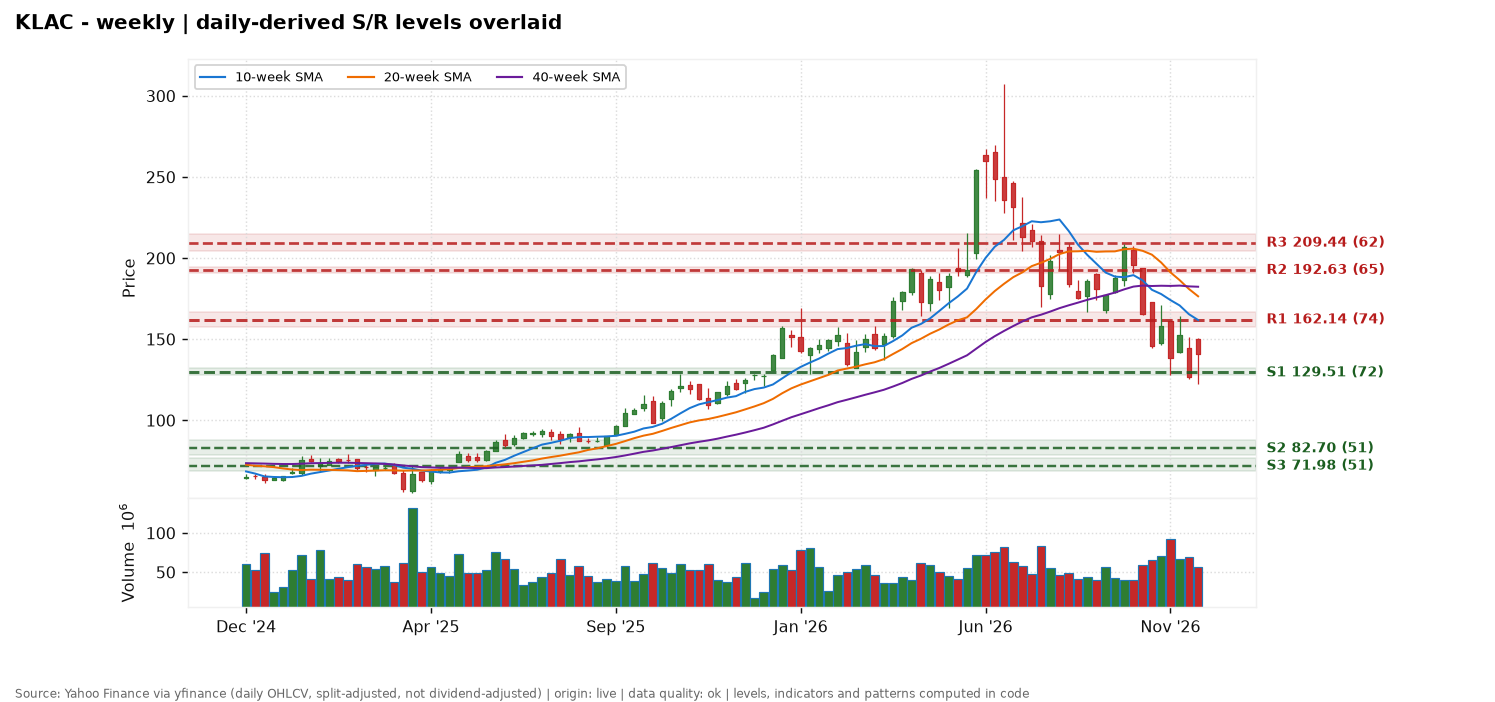 KLAC - weekly | daily-derived S/R levels overlaid
10-week SMA
20-week SMA
40-week SMA
Price
300
250
200
150
100
R3 209.44 (62)
R2 192.63 (65)
R1 162.14 (74)
S1 129.51 (72)
S2 82.70 (51)
S3 71.98 (51)
Volume 10⁶
100
50
Dec '24
Apr '25
Sep '25
Jan '26
Jun '26
Nov '26
Source: Yahoo Finance via yfinance (daily OHLCV, split-adjusted, not dividend-adjusted) | origin: live | data quality: ok | levels, indicators and patterns computed in code